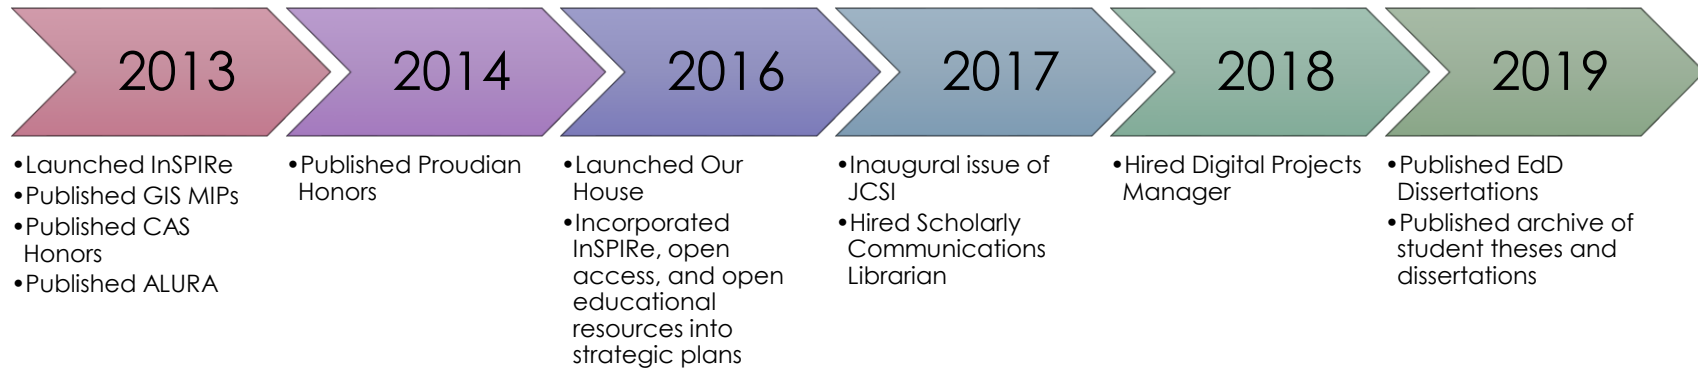 2013
2014
2016
2017
2018
2019
•Launched InSPIRe
•Published GIS MIPs
•Published CAS
Honors
•Published ALURA
•Published Proudian
Honors
•Launched Our
House
•Incorporated
InSPIRe, open
access, and open
educational
resources into
strategic plans
•Inaugural issue of
JCSI
•Hired Scholarly
Communications
Librarian
•Hired Digital Projects
Manager
•Published EdD
Dissertations
•Published archive of
student theses and
dissertations